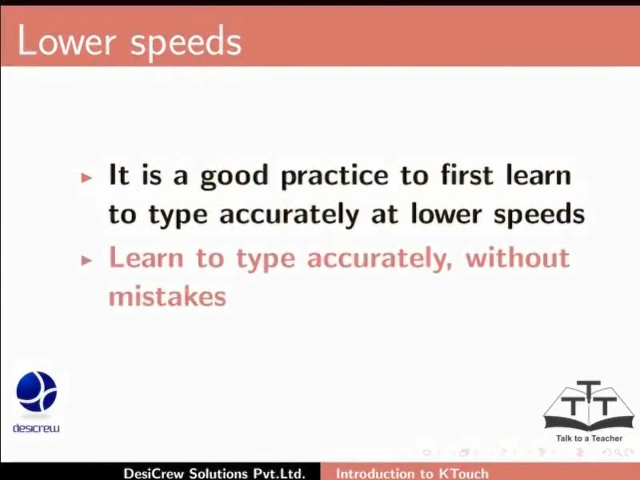 Lower speeds
It is a good practice to first learn
to type accurately at lower speeds
Learn to type accurately, without
mistakes
desicrew
TTT
Talk to a Teacher
DesiCrew Solutions Pvt.Ltd. Introduction to KTouch